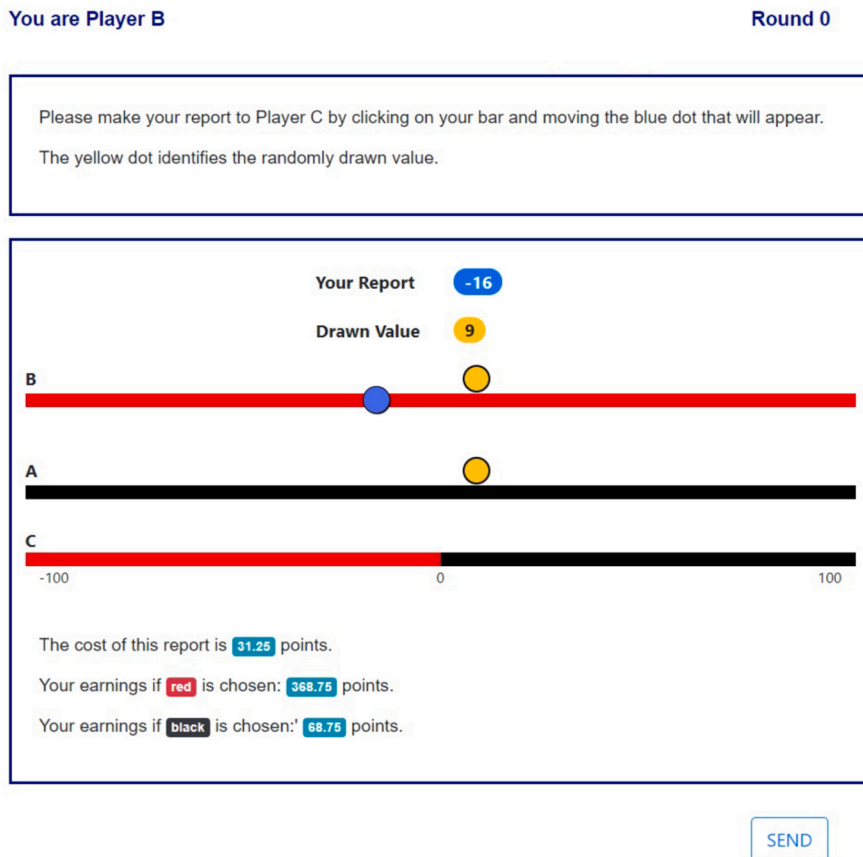 You are Player B Round 0
Please make your report to Player C by clicking on your bar and moving the blue dot that will appear.
The yellow dot identifies the randomly drawn value.
Your Report -16
Drawn Value 9
B
A
C
-100 0 100
The cost of this report is 31.25 points.
Your earnings if red is chosen: 368.75 points.
Your earnings if black is chosen:' 68.75 points.
SEND